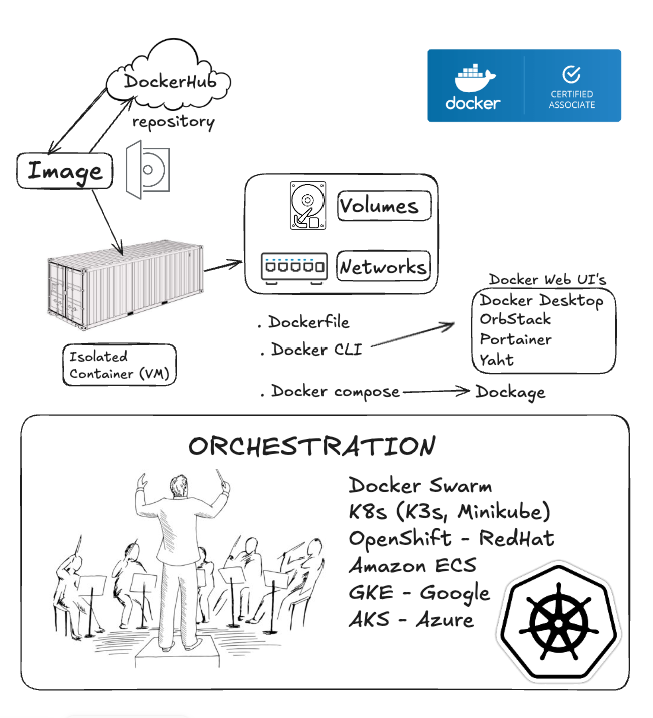 DockerHub
repository
docker
CERTIFIED
ASSOCIATE
Image
Volumes
Networks
Isolated
Container (VM)
. Dockerfile
. Docker CLI
. Docker compose
Docker Web UI's
Docker Desktop
OrbStack
Portainer
Yaht
Dockage
ORCHESTRATION
Docker Swarm
K8s (K3s, Minikube)
OpenShift - RedHat
Amazon ECS
GKE - Google
AKS - Azure